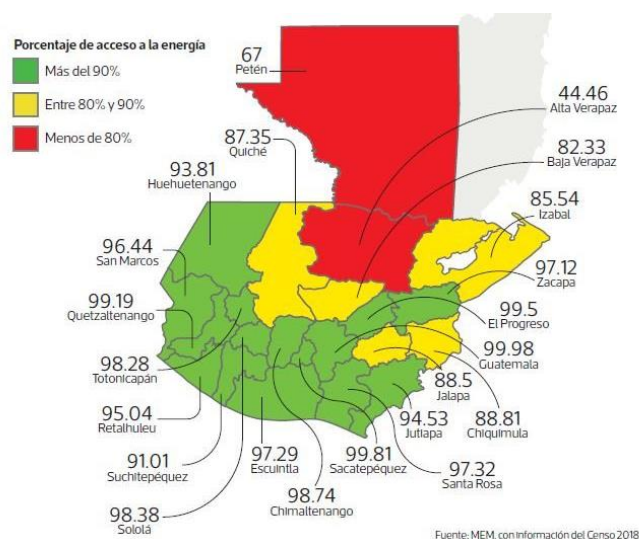 Porcentaje de acceso a la energía
Más del 90%
Entre 80% y 90%
Menos de 80%
67
Petén
44.46
Alta Verapaz
87.35
Quiché
82.33
Baja Verapaz
93.81
Huehuetenango
85.54
Izabal
96.44
San Marcos
97.12
Zacapa
99.19
Quetzaltenango
99.5
El Progreso
98.28
Totonicapán
99.98
Guatemala
88.5
Jalapa
95.04
Retalhuleu
94.53
Jutiapa
88.81
Chiquimula
91.01
Suchitepéquez
97.29
Escuintla
99.81
Sacatepéquez
97.32
Santa Rosa
98.38
Sololá
98.74
Chimaltenango
Fuente: MEM, con información del Censo 2018